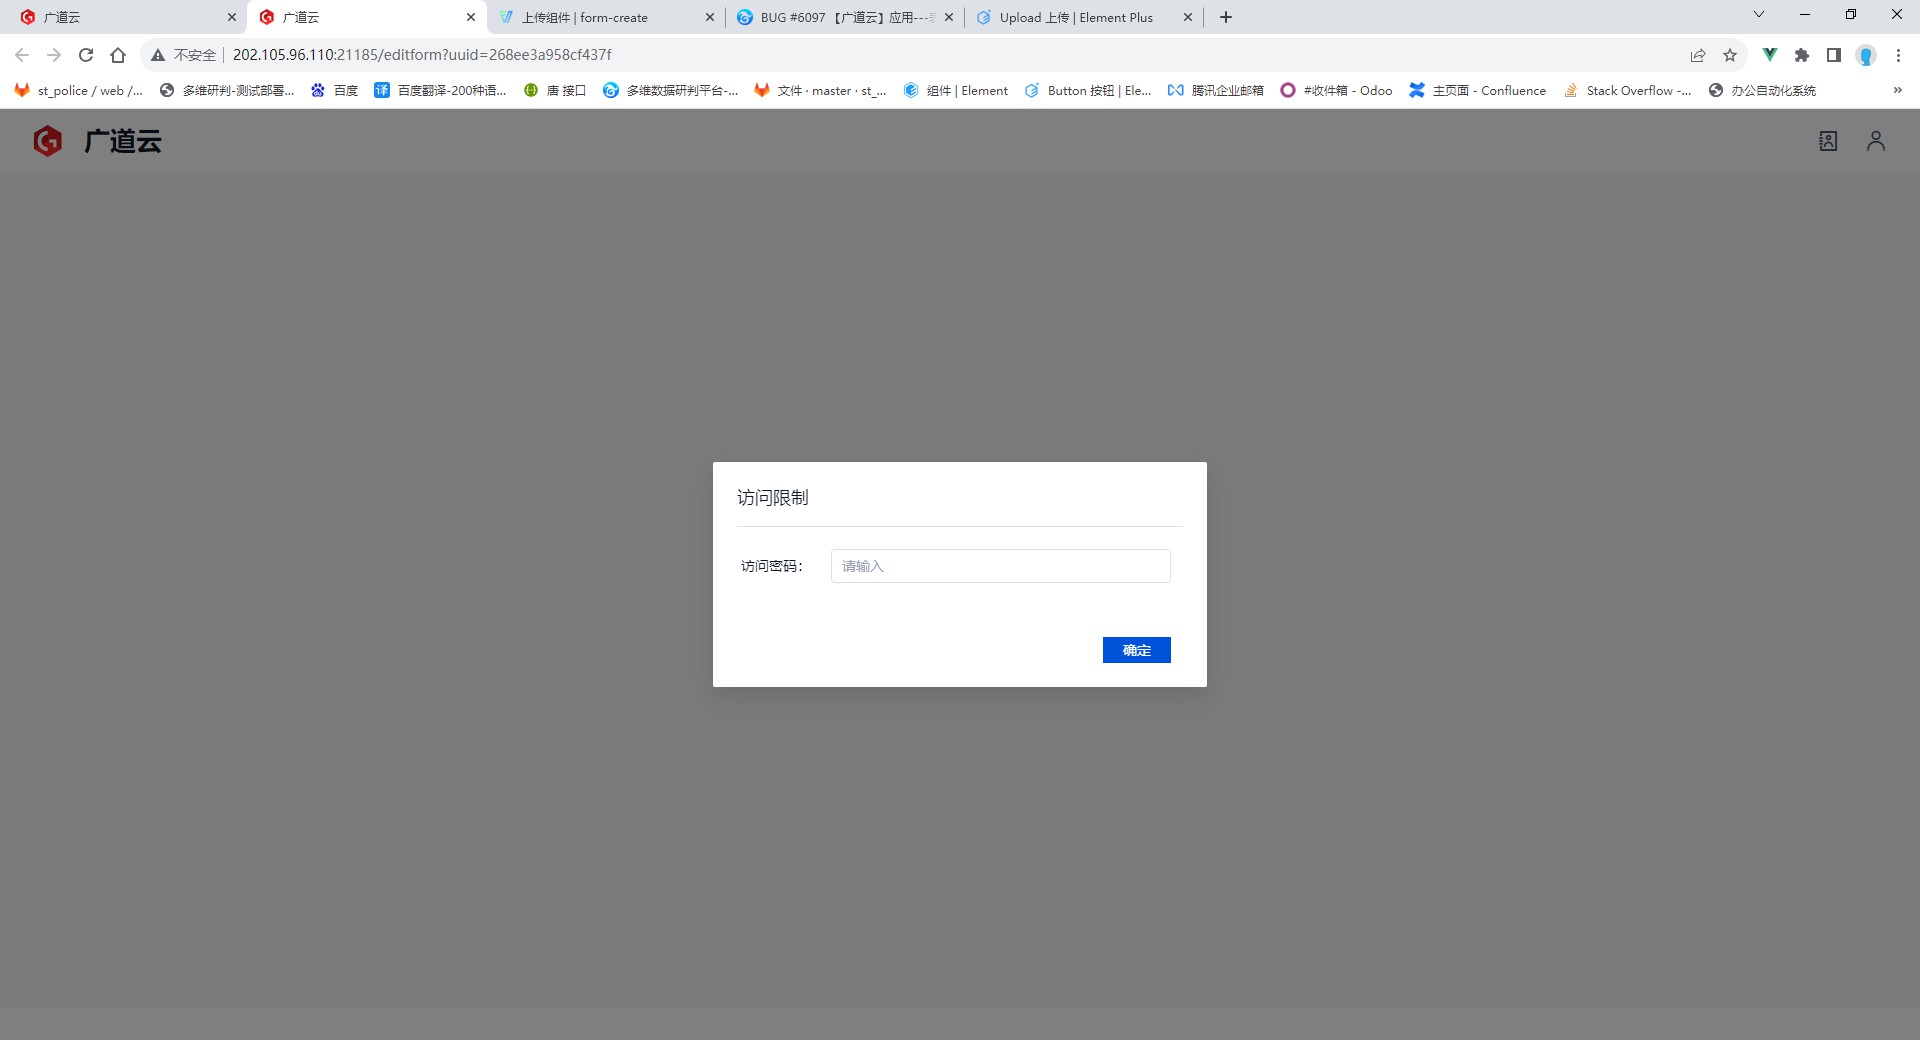 广道云
广道云
上传组件 | form-create
BUG #6097 【广道云】应用---
Upload 上传 | Element Plus
不安全
202.105.96.110:21185/editform?uuid=268ee3a958cf437f
st_police / web /...
多维研判-测试部署...
百度
译
百度翻译-200种语...
唐 接口
多维数据研判平台-...
文件 · master · st_...
组件 | Element
Button 按钮 | Ele...
腾讯企业邮箱
#收件箱 - Odoo
主页面 - Confluence
Stack Overflow -...
办公自动化系统
»
广道云
访问限制
访问密码：
请输入
确定